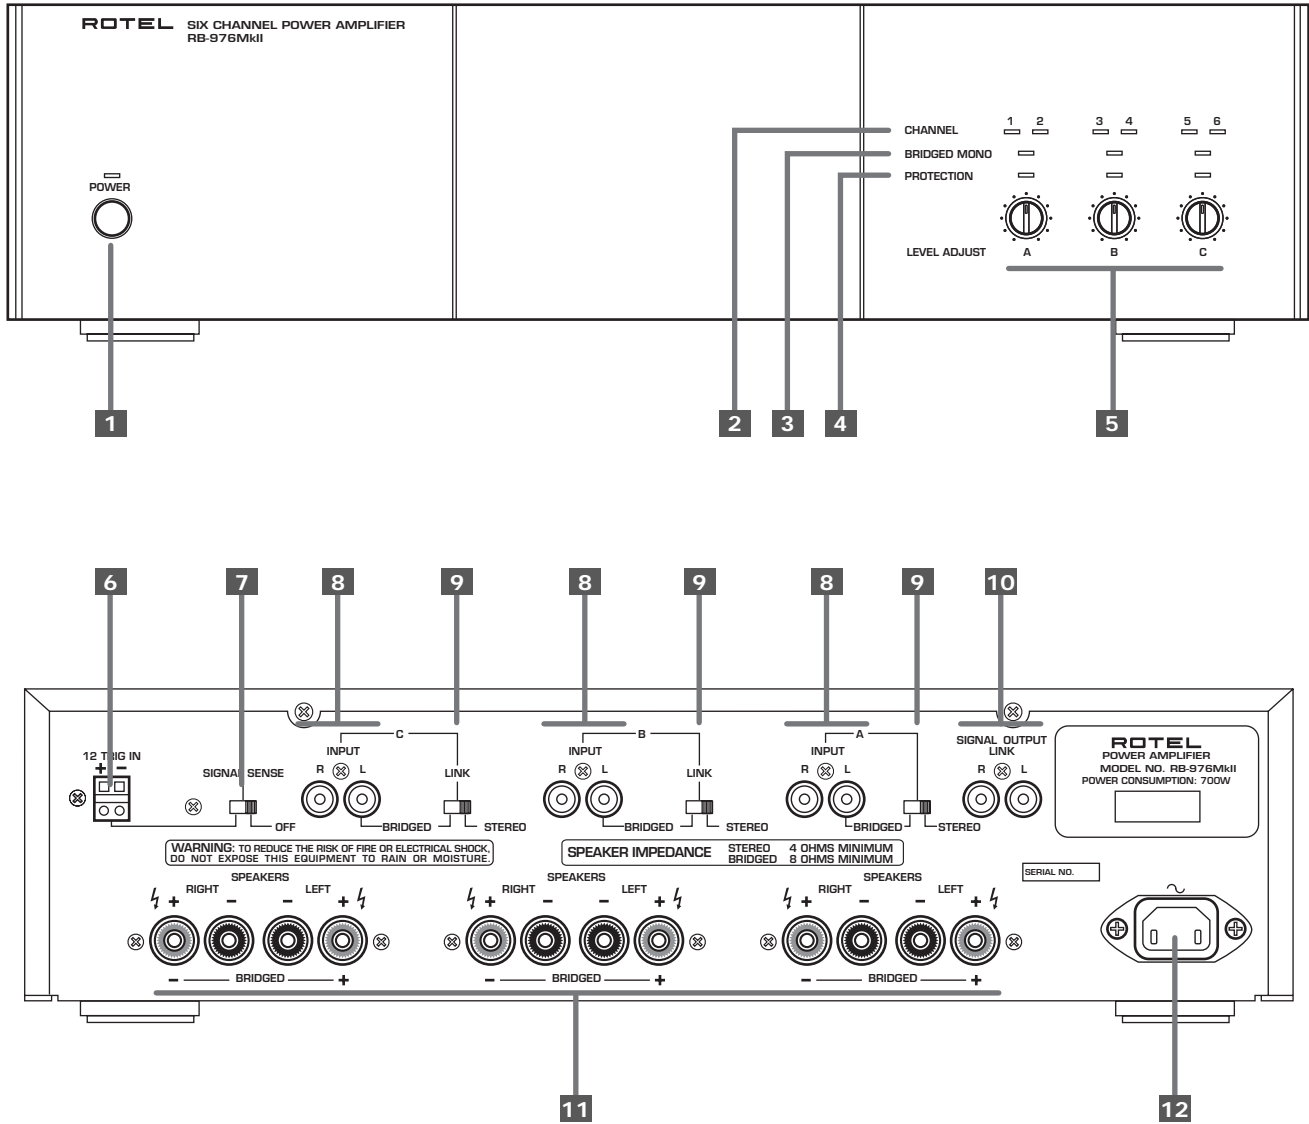 ROTEL SIX CHANNEL POWER AMPLIFIER
RB-976MkII
1 2 3 4 5 6
CHANNEL
BRIDGED MONO
PROTECTION
POWER
LEVEL ADJUST A B C
1 2 3 4 5
6 7 8 9 8 9 8 9 10
C B A
12 TRIG IN
+ −
SIGNAL SENSE
OFF
INPUT
R L
LINK
BRIDGED STEREO
INPUT
R L
LINK
BRIDGED STEREO
INPUT
R L
BRIDGED STEREO
SIGNAL OUTPUT
LINK
R L
ROTEL
POWER AMPLIFIER
MODEL NO. RB-976MkII
POWER CONSUMPTION: 700W
WARNING: TO REDUCE THE RISK OF FIRE OR ELECTRICAL SHOCK,
DO NOT EXPOSE THIS EQUIPMENT TO RAIN OR MOISTURE.
SPEAKER IMPEDANCE STEREO 4 OHMS MINIMUM
BRIDGED 8 OHMS MINIMUM
SERIAL NO.
SPEAKERS
RIGHT LEFT
+ − − +
− BRIDGED +
SPEAKERS
RIGHT LEFT
+ − − +
− BRIDGED +
SPEAKERS
RIGHT LEFT
+ − − +
− BRIDGED +
11 12